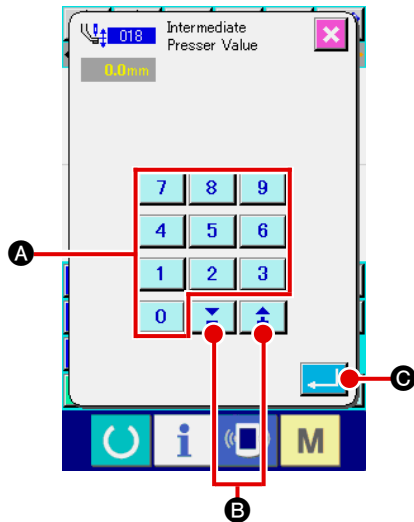 018 Intermediate
Presser Value
0.0mm
7 8 9
4 5 6
A
1 2 3
0
C
i M
B